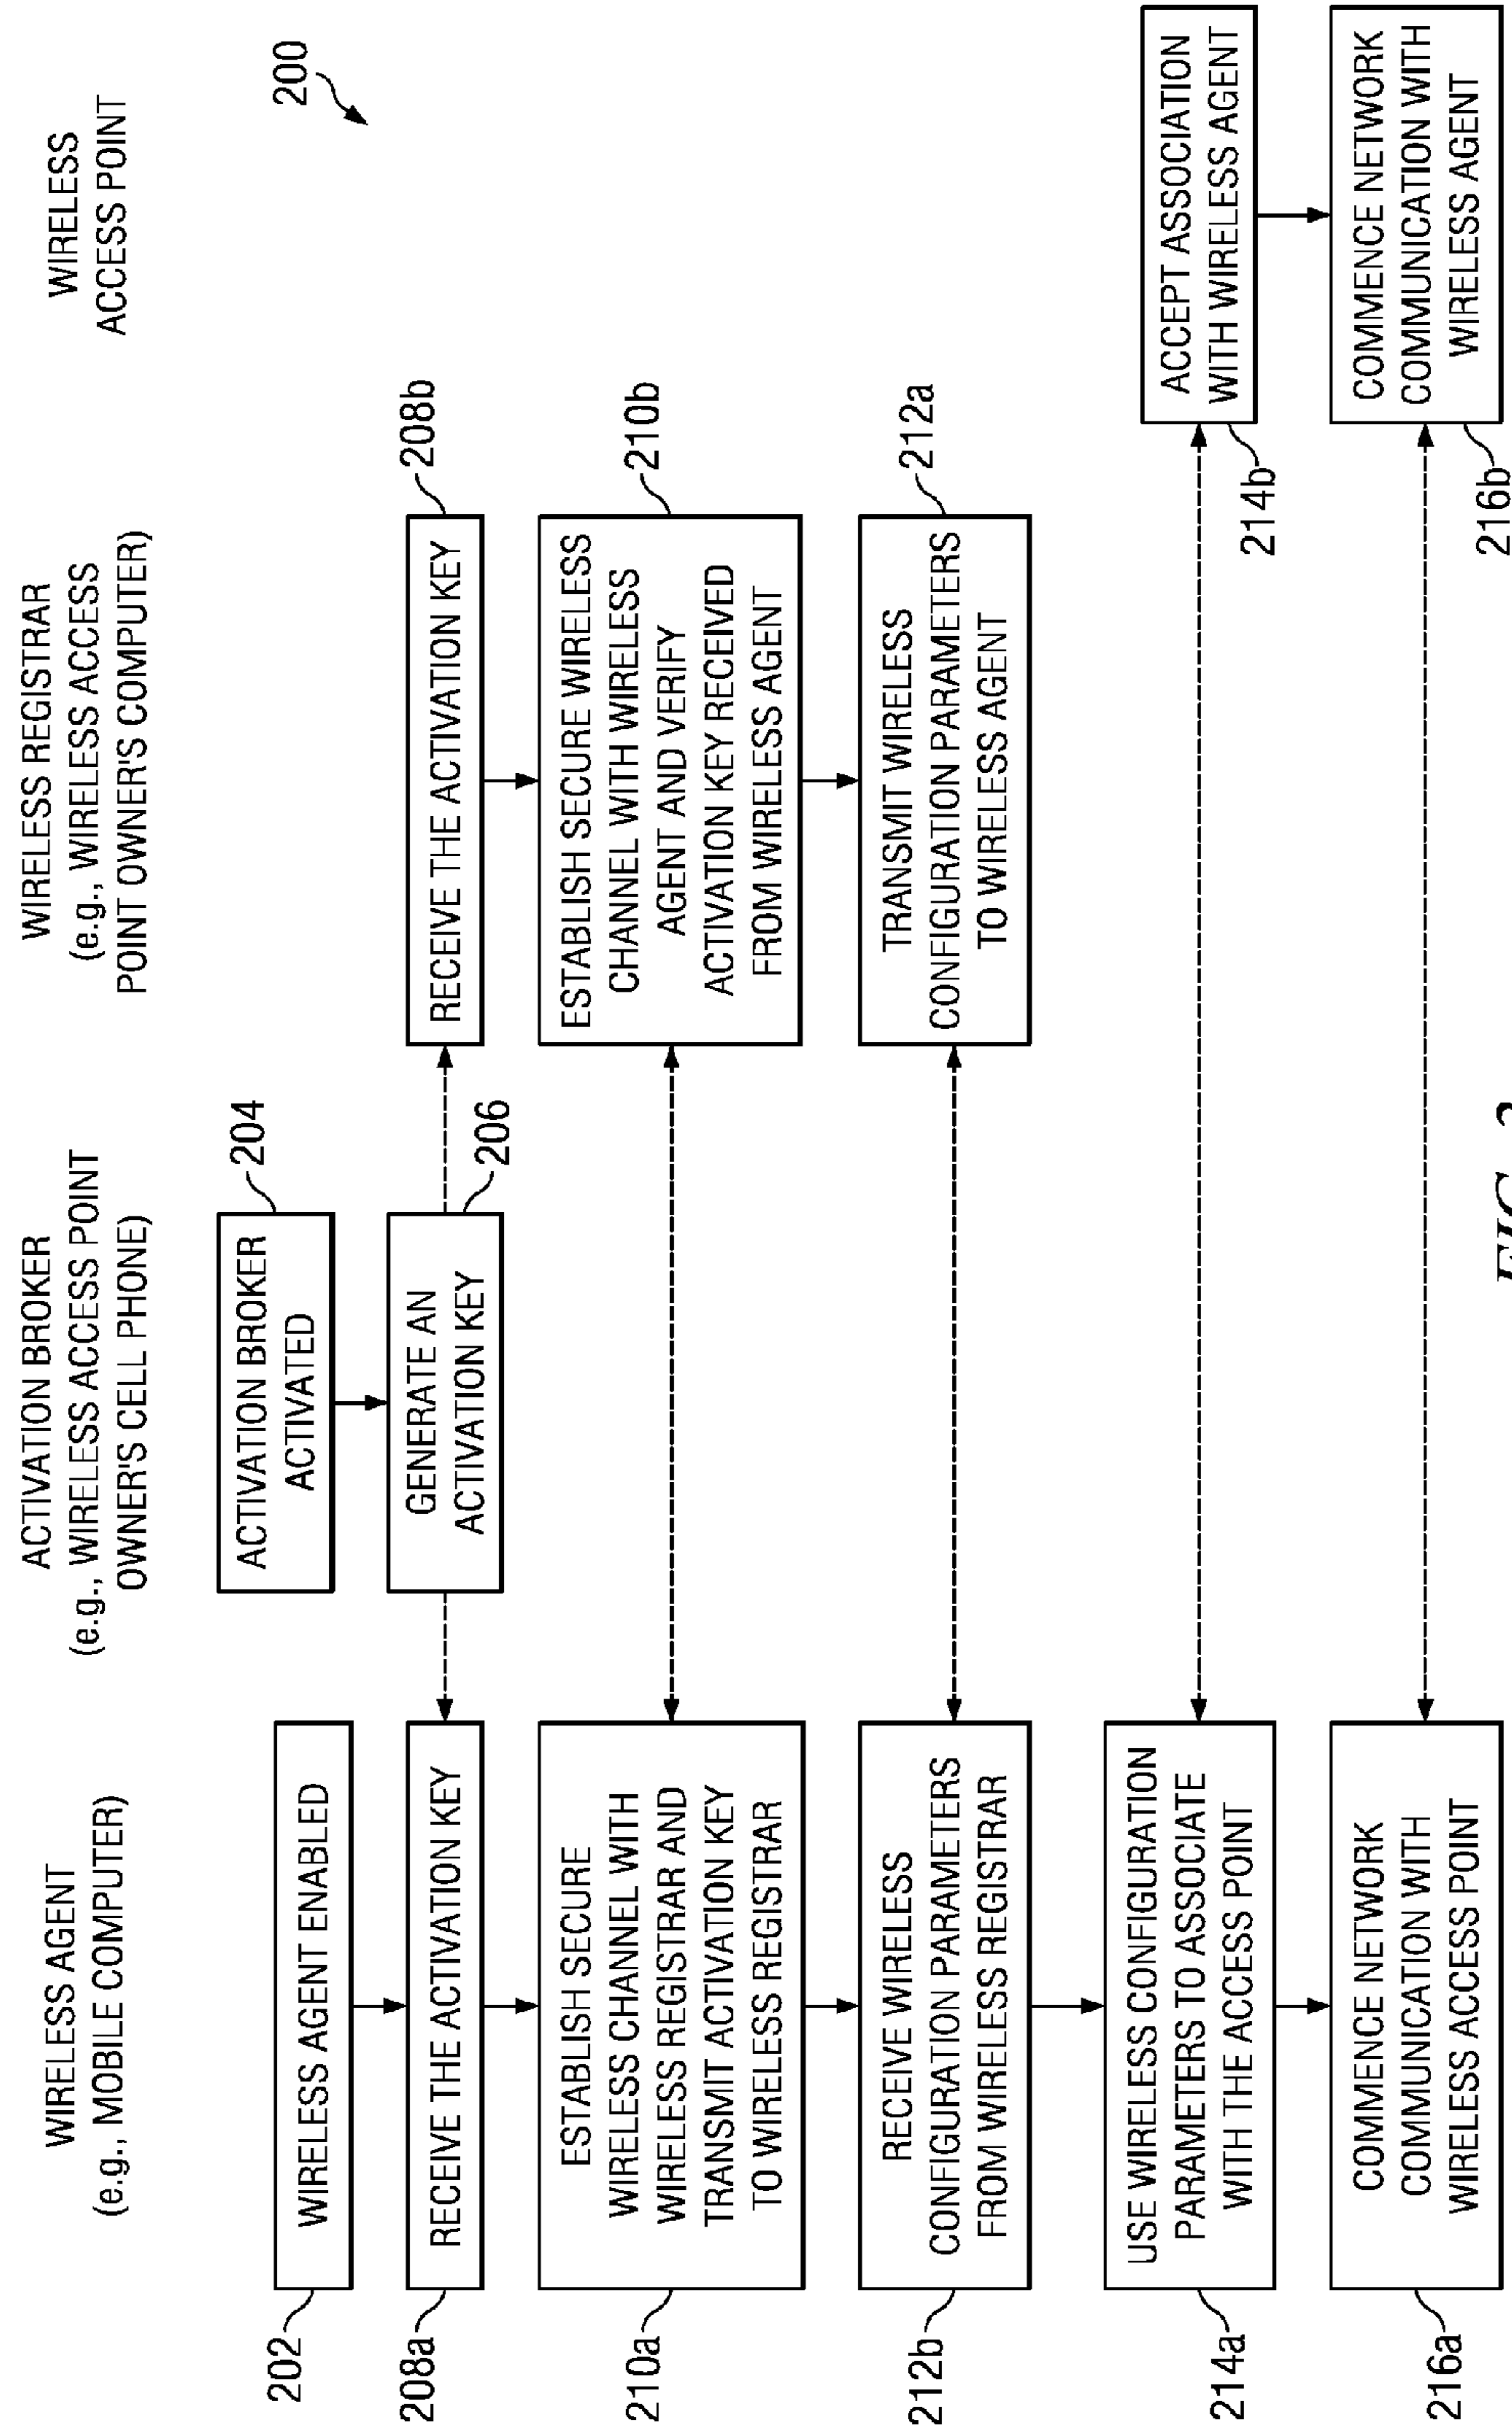 WIRELESS AGENT
(e.g., MOBILE COMPUTER)
ACTIVATION BROKER
(e.g., WIRELESS ACCESS POINT
OWNER'S CELL PHONE)
WIRELESS REGISTRAR
(e.g., WIRELESS ACCESS
POINT OWNER'S COMPUTER)
WIRELESS
ACCESS POINT
200
204
ACTIVATION BROKER
ACTIVATED
202
WIRELESS AGENT ENABLED
206
GENERATE AN
ACTIVATION KEY
208a
RECEIVE THE ACTIVATION KEY
208b
RECEIVE THE ACTIVATION KEY
210a
ESTABLISH SECURE
WIRELESS CHANNEL WITH
WIRELESS REGISTRAR AND
TRANSMIT ACTIVATION KEY
TO WIRELESS REGISTRAR
210b
ESTABLISH SECURE WIRELESS
CHANNEL WITH WIRELESS
AGENT AND VERIFY
ACTIVATION KEY RECEIVED
FROM WIRELESS AGENT
212b
RECEIVE WIRELESS
CONFIGURATION PARAMETERS
FROM WIRELESS REGISTRAR
212a
TRANSMIT WIRELESS
CONFIGURATION PARAMETERS
TO WIRELESS AGENT
214a
USE WIRELESS CONFIGURATION
PARAMETERS TO ASSOCIATE
WITH THE ACCESS POINT
214b
ACCEPT ASSOCIATION
WITH WIRELESS AGENT
216a
COMMENCE NETWORK
COMMUNICATION WITH
WIRELESS ACCESS POINT
216b
COMMENCE NETWORK
COMMUNICATION WITH
WIRELESS AGENT
FIG.